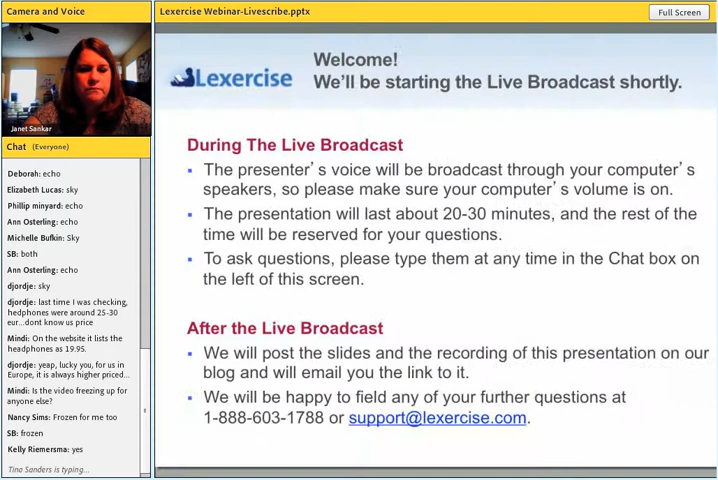 Camera and Voice
Lexercise Webinar-Livescribe.pptx
Full Screen
Janet Sankar
Chat (Everyone)
Deborah: echo
Elizabeth Lucas: sky
Phillip minyard: echo
Ann Osterling: echo
Michelle Bufkin: Sky
SB: both
Ann Osterling: echo
djordje: sky
djordje: last time I was checking,
hedphones were around 25-30
eur...dont know us price
Mindi: On the website it lists the
headphones as 19.95.
djordje: yeap, lucky you, for us in
Europe, it is always higher priced...
Mindi: Is the video freezing up for
anyone else?
Nancy Sims: Frozen for me too
SB: frozen
Kelly Riemersma: yes
Tina Sanders is typing...
Lexercise
Welcome!
We'll be starting the Live Broadcast shortly.
During The Live Broadcast
▪ The presenter's voice will be broadcast through your computer's
speakers, so please make sure your computer's volume is on.
▪ The presentation will last about 20-30 minutes, and the rest of the
time will be reserved for your questions.
▪ To ask questions, please type them at any time in the Chat box on
the left of this screen.
After the Live Broadcast
▪ We will post the slides and the recording of this presentation on our
blog and will email you the link to it.
▪ We will be happy to field any of your further questions at
1-888-603-1788 or support@lexercise.com.